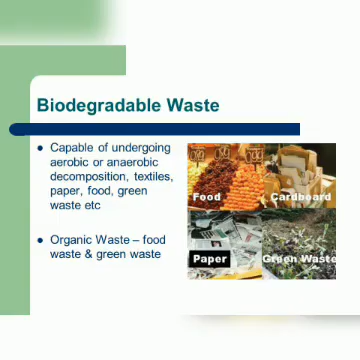 Biodegradable Waste
● Capable of undergoing
aerobic or anaerobic
decomposition, textiles,
paper, food, green
waste etc
● Organic Waste – food
waste & green waste
Food
Cardboard
Paper
Green Waste